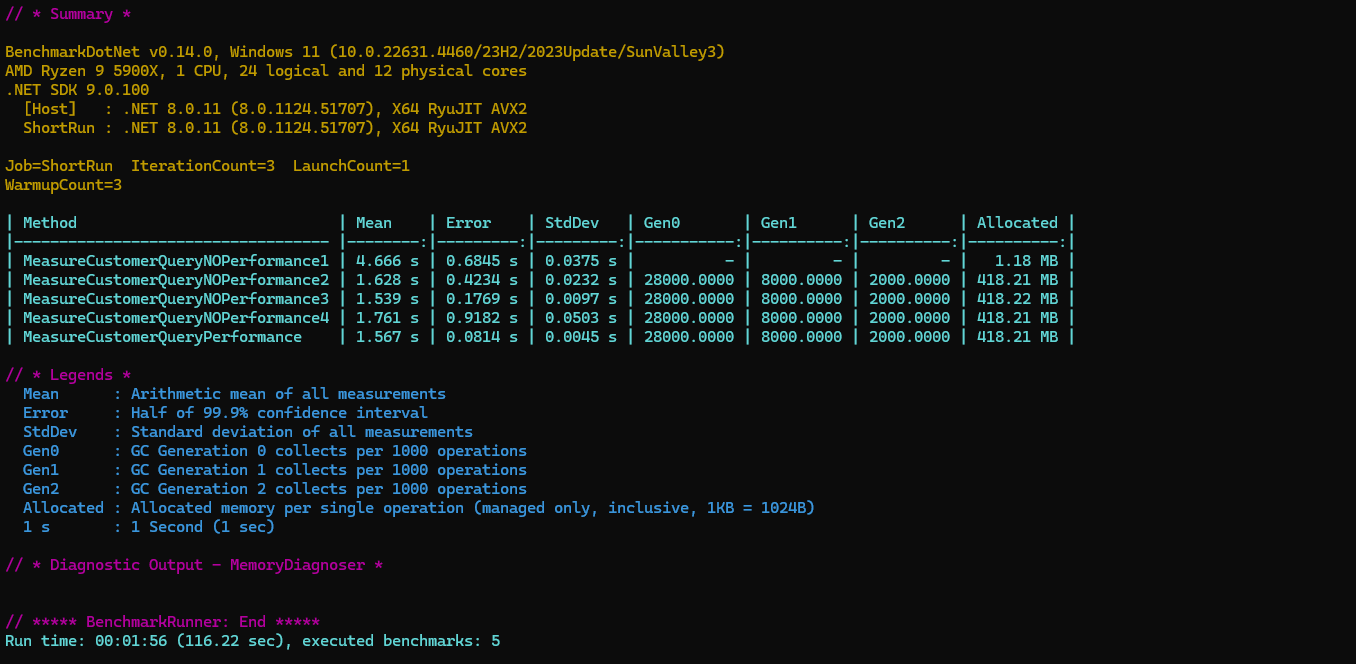 // * Summary *
BenchmarkDotNet v0.14.0, Windows 11 (10.0.22631.4460/23H2/2023Update/SunValley3)
AMD Ryzen 9 5900X, 1 CPU, 24 logical and 12 physical cores
.NET SDK 9.0.100
  [Host]   : .NET 8.0.11 (8.0.1124.51707), X64 RyuJIT AVX2
  ShortRun : .NET 8.0.11 (8.0.1124.51707), X64 RyuJIT AVX2
Job=ShortRun  IterationCount=3  LaunchCount=1
WarmupCount=3
| Method                             | Mean    | Error    | StdDev   | Gen0       | Gen1      | Gen2      | Allocated |
|----------------------------------- |--------:|---------:|---------:|-----------:|----------:|----------:|----------:|
| MeasureCustomerQueryNOPerformance1 | 4.666 s | 0.6845 s | 0.0375 s |          - |         - |         - |   1.18 MB |
| MeasureCustomerQueryNOPerformance2 | 1.628 s | 0.4234 s | 0.0232 s | 28000.0000 | 8000.0000 | 2000.0000 | 418.21 MB |
| MeasureCustomerQueryNOPerformance3 | 1.539 s | 0.1769 s | 0.0097 s | 28000.0000 | 8000.0000 | 2000.0000 | 418.22 MB |
| MeasureCustomerQueryNOPerformance4 | 1.761 s | 0.9182 s | 0.0503 s | 28000.0000 | 8000.0000 | 2000.0000 | 418.21 MB |
| MeasureCustomerQueryPerformance    | 1.567 s | 0.0814 s | 0.0045 s | 28000.0000 | 8000.0000 | 2000.0000 | 418.21 MB |
// * Legends *
  Mean      : Arithmetic mean of all measurements
  Error     : Half of 99.9% confidence interval
  StdDev    : Standard deviation of all measurements
  Gen0      : GC Generation 0 collects per 1000 operations
  Gen1      : GC Generation 1 collects per 1000 operations
  Gen2      : GC Generation 2 collects per 1000 operations
  Allocated : Allocated memory per single operation (managed only, inclusive, 1KB = 1024B)
  1 s       : 1 Second (1 sec)
// * Diagnostic Output - MemoryDiagnoser *
// ***** BenchmarkRunner: End *****
Run time: 00:01:56 (116.22 sec), executed benchmarks: 5